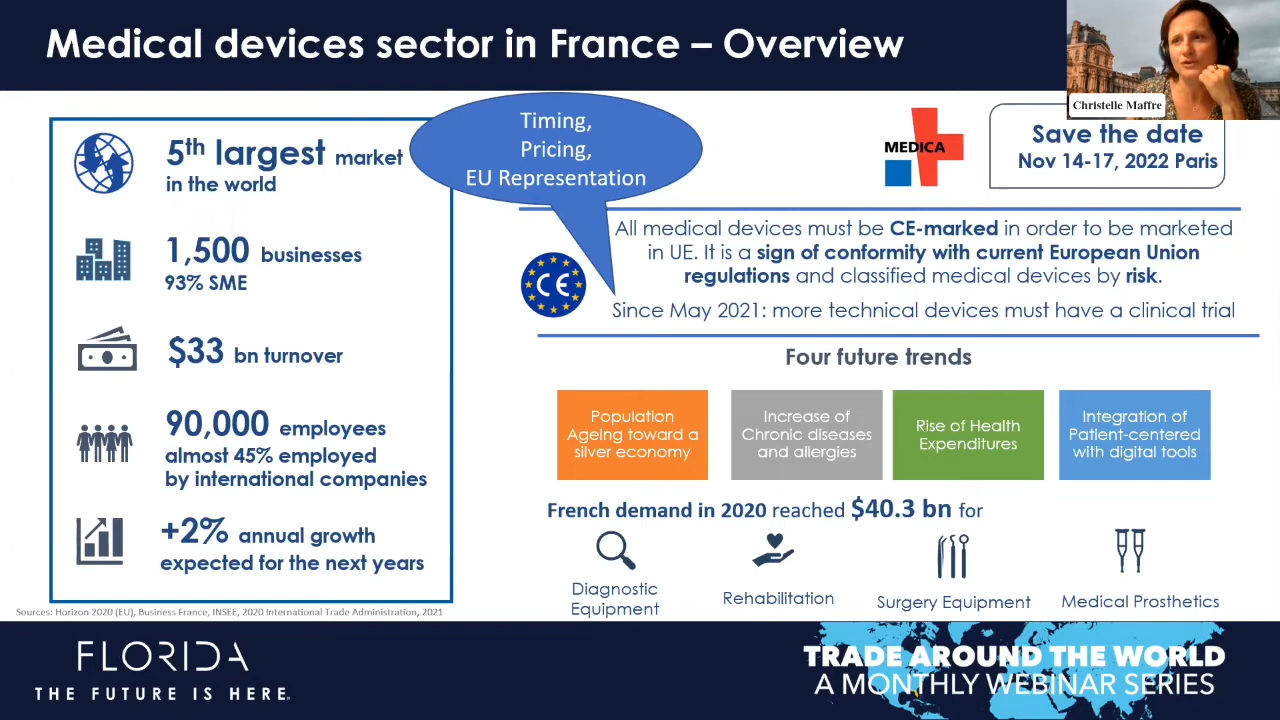 Medical devices sector in France – Overview
Christelle Maffre
5th largest market
in the world
1,500 businesses
93% SME
$33 bn turnover
90,000 employees
almost 45% employed
by international companies
+2% annual growth
expected for the next years
Sources: Horizon 2020 (EU), Business France, INSEE, 2020 International Trade Administration, 2021
Timing,
Pricing,
EU Representation
MEDICA
Save the date
Nov 14-17, 2022 Paris
All medical devices must be CE-marked in order to be marketed
in UE. It is a sign of conformity with current European Union
regulations and classified medical devices by risk.
CE
Since May 2021: more technical devices must have a clinical trial
Four future trends
Population
Ageing toward a
silver economy
Increase of
Chronic diseases
and allergies
Rise of Health
Expenditures
Integration of
Patient-centered
with digital tools
French demand in 2020 reached $40.3 bn for
Diagnostic
Equipment
Rehabilitation
Surgery Equipment
Medical Prosthetics
FLORIDA
THE FUTURE IS HERE.
TRADE AROUND THE WORLD
A MONTHLY WEBINAR SERIES